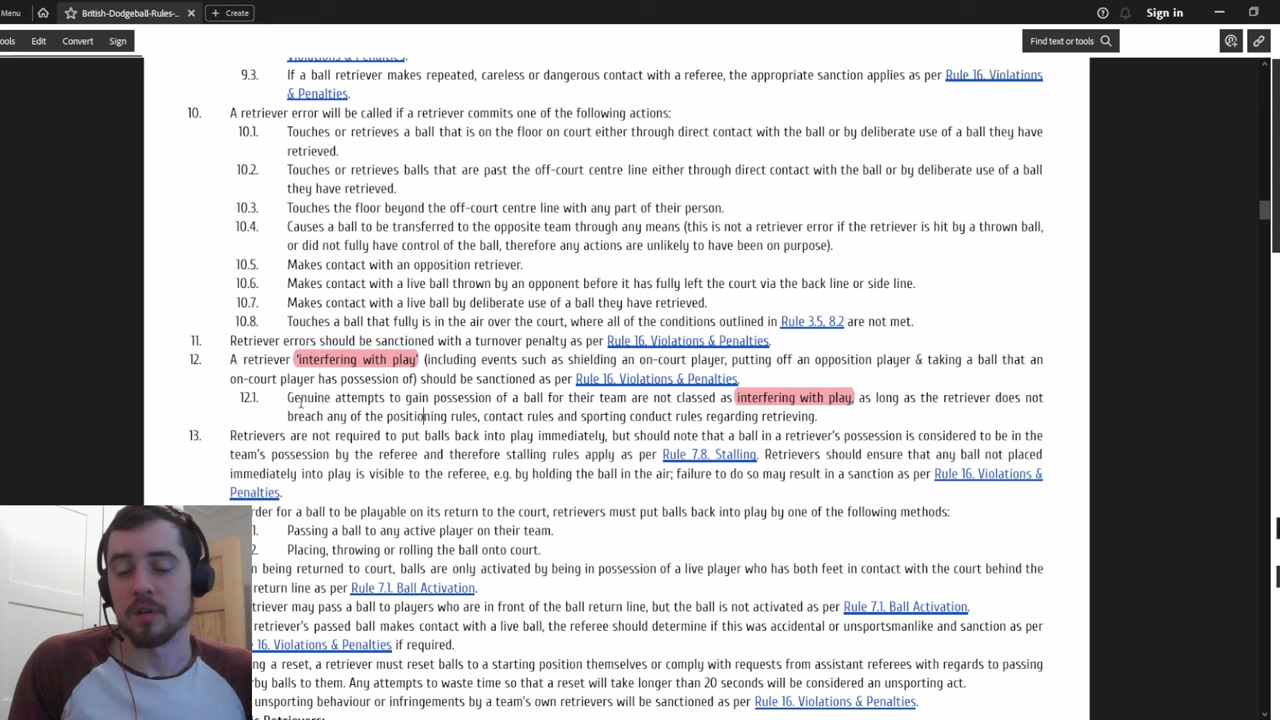 Menu
British-Dodgeball-Rules-...
Create
Sign in
ools
Edit
Convert
Sign
Find text or tools
Violations & Penalties.
9.3. If a ball retriever makes repeated, careless or dangerous contact with a referee, the appropriate sanction applies as per Rule 16. Violations
& Penalties.
10. A retriever error will be called if a retriever commits one of the following actions:
10.1. Touches or retrieves a ball that is on the floor on court either through direct contact with the ball or by deliberate use of a ball they have
retrieved.
10.2. Touches or retrieves balls that are past the off-court centre line either through direct contact with the ball or by deliberate use of a ball
they have retrieved.
10.3. Touches the floor beyond the off-court centre line with any part of their person.
10.4. Causes a ball to be transferred to the opposite team through any means (this is not a retriever error if the retriever is hit by a thrown ball,
or did not fully have control of the ball, therefore any actions are unlikely to have been on purpose).
10.5. Makes contact with an opposition retriever.
10.6. Makes contact with a live ball thrown by an opponent before it has fully left the court via the back line or side line.
10.7. Makes contact with a live ball by deliberate use of a ball they have retrieved.
10.8. Touches a ball that fully is in the air over the court, where all of the conditions outlined in Rule 3.5, 8.2 are not met.
11. Retriever errors should be sanctioned with a turnover penalty as per Rule 16. Violations & Penalties.
12. A retriever 'interfering with play' (including events such as shielding an on-court player, putting off an opposition player & taking a ball that an
on-court player has possession of) should be sanctioned as per Rule 16. Violations & Penalties.
12.1. Genuine attempts to gain possession of a ball for their team are not classed as interfering with play, as long as the retriever does not
breach any of the positioning rules, contact rules and sporting conduct rules regarding retrieving.
13. Retrievers are not required to put balls back into play immediately, but should note that a ball in a retriever's possession is considered to be in the
team's possession by the referee and therefore stalling rules apply as per Rule 7.8. Stalling. Retrievers should ensure that any ball not placed
immediately into play is visible to the referee, e.g. by holding the ball in the air; failure to do so may result in a sanction as per Rule 16. Violations &
Penalties.
order for a ball to be playable on its return to the court, retrievers must put balls back into play by one of the following methods:
1. Passing a ball to any active player on their team.
2. Placing, throwing or rolling the ball onto court.
n being returned to court, balls are only activated by being in possession of a live player who has both feet in contact with the court behind the
return line as per Rule 7.1. Ball Activation.
triever may pass a ball to players who are in front of the ball return line, but the ball is not activated as per Rule 7.1. Ball Activation.
retriever's passed ball makes contact with a live ball, the referee should determine if this was accidental or unsportsmanlike and sanction as per
16. Violations & Penalties if required.
ng a reset, a retriever must reset balls to a starting position themselves or comply with requests from assistant referees with regards to passing
rby balls to them. Any attempts to waste time so that a reset will take longer than 20 seconds will be considered an unsporting act.
unsporting behaviour or infringements by a team's own retrievers will be sanctioned as per Rule 16. Violations & Penalties.
Retrievers: